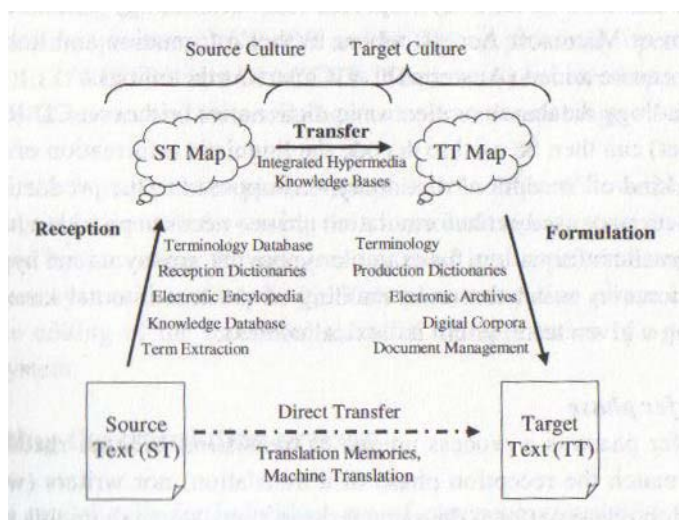 Source Culture Target Culture
ST Map
Transfer
TT Map
Integrated Hypermedia
Knowledge Bases
Reception
Formulation
Terminology Database
Reception Dictionaries
Electronic Encyclopedia
Knowledge Database
Term Extraction
Terminology
Production Dictionaries
Electronic Archives
Digital Corpora
Document Management
Source
Text (ST)
Direct Transfer
Translation Memories,
Machine Translation
Target
Text (TT)